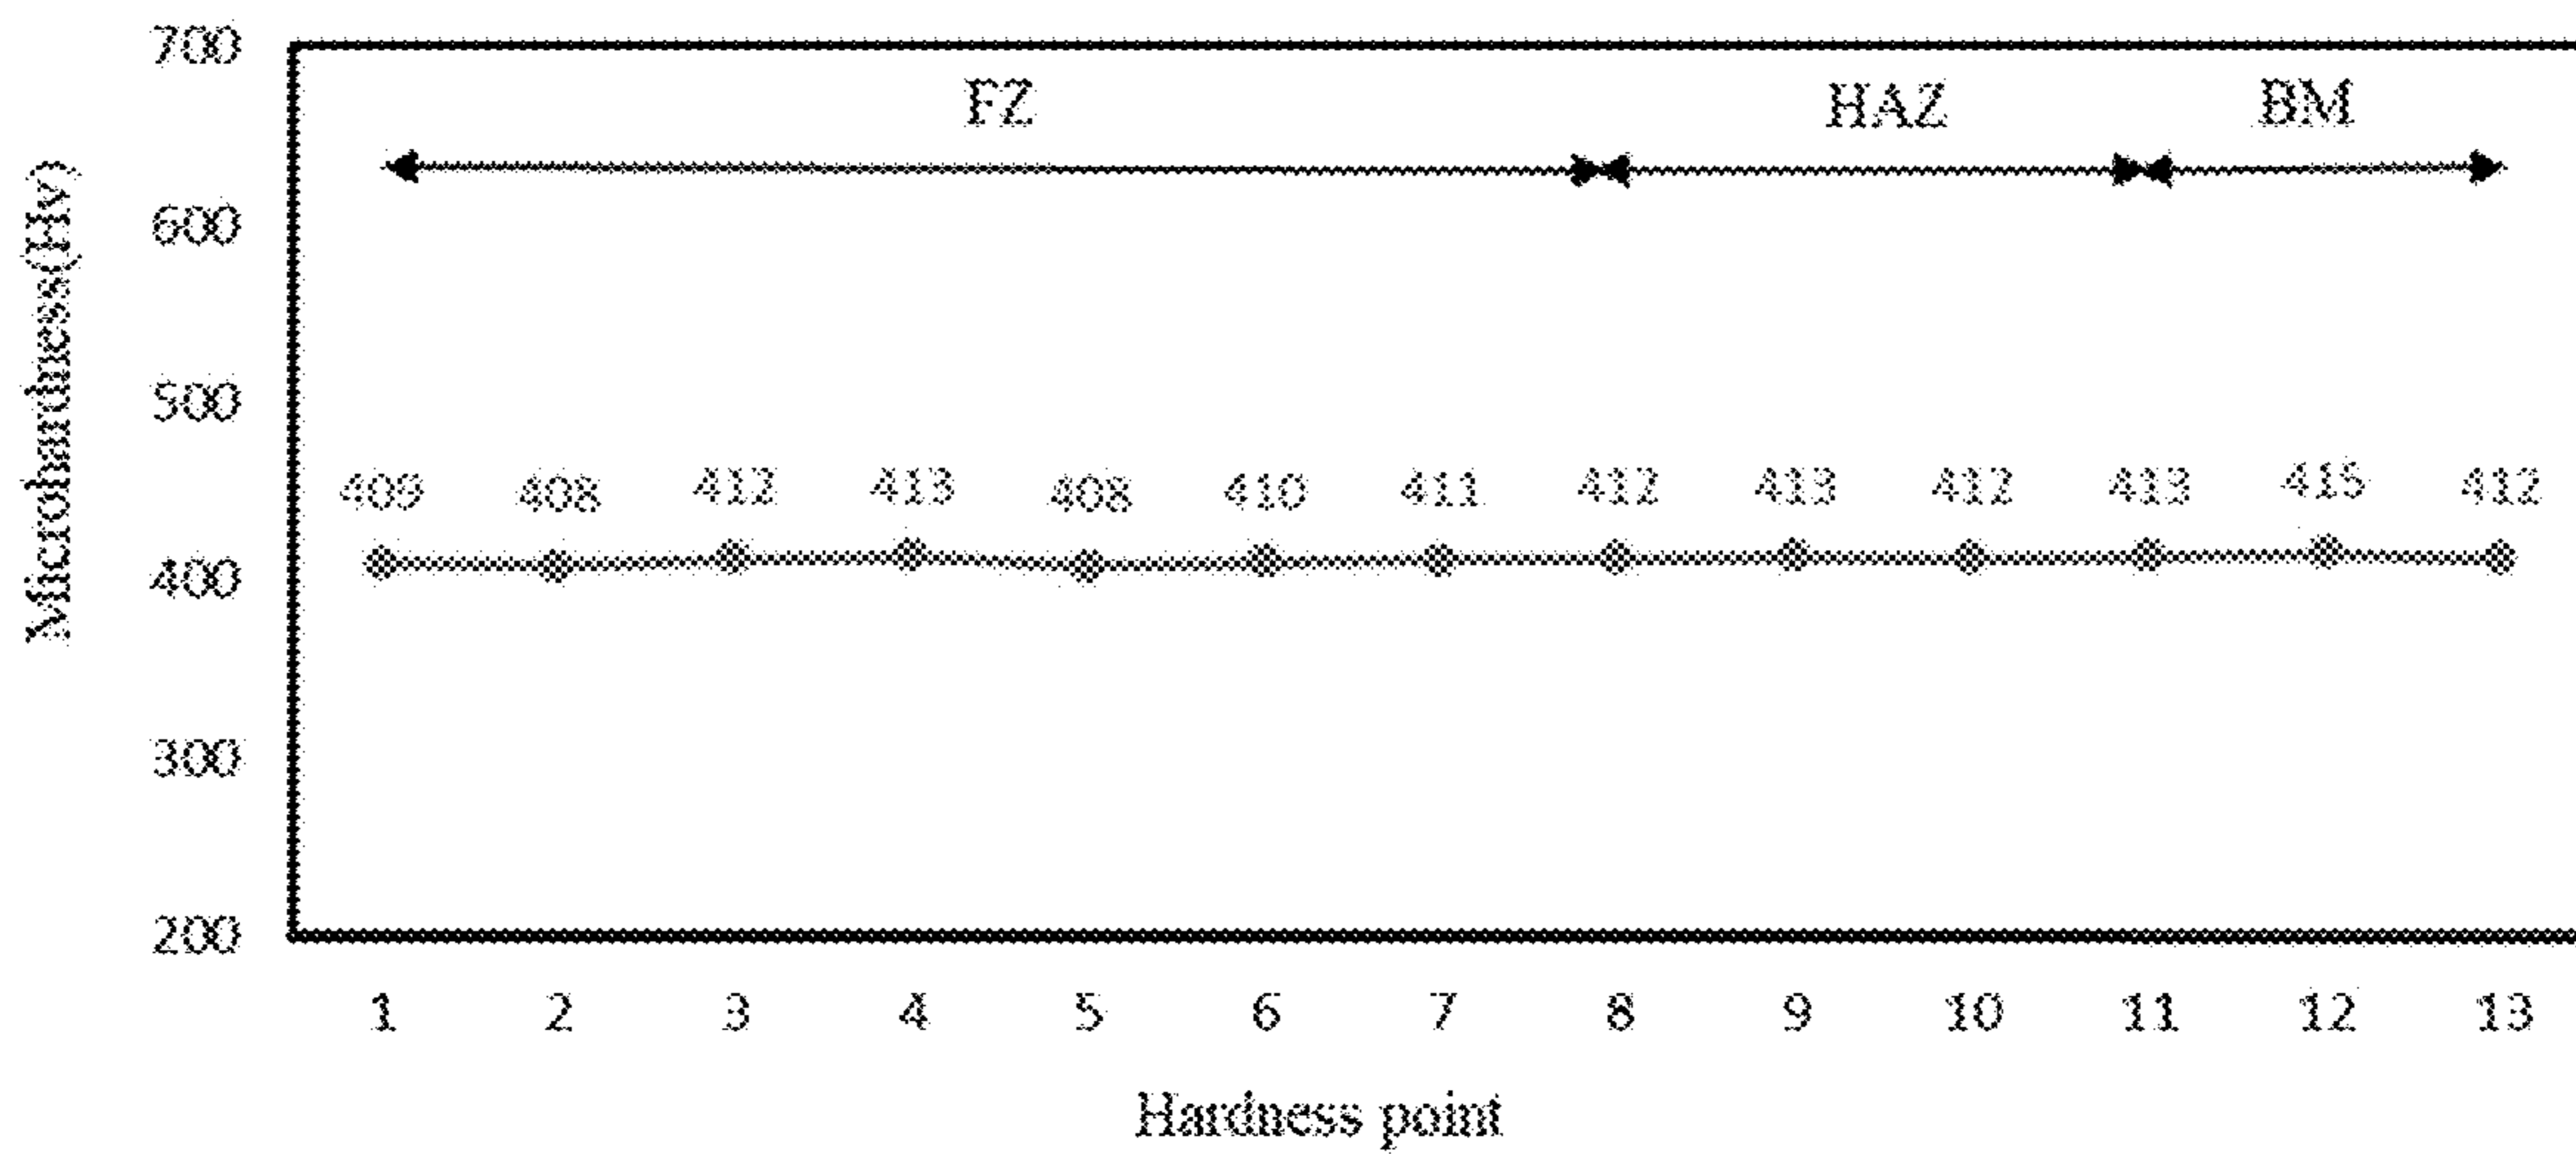 700
FZ HAZ BM
600
500
409 408 412 413 408 410 411 412 413 412 413 415 412
400
300
200
Microhardness(Hv)
1 2 3 4 5 6 7 8 9 10 11 12 13
Hardness point